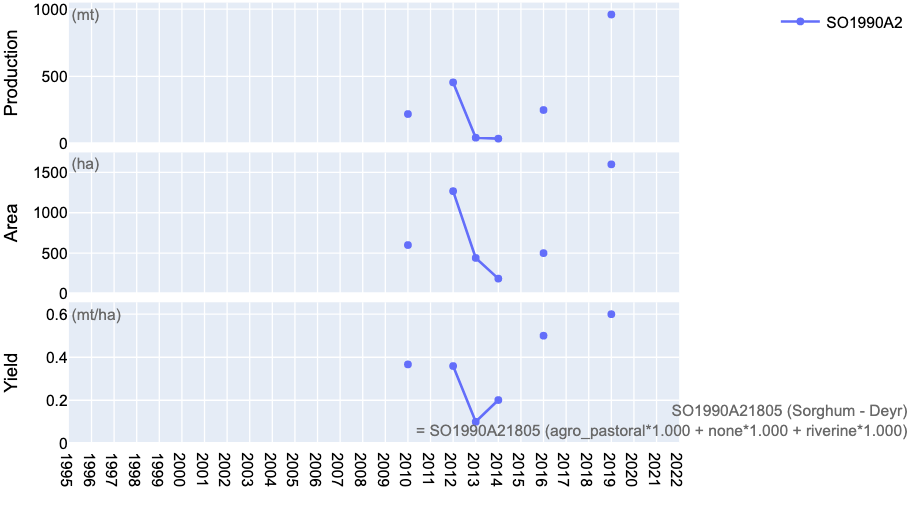 1000
(mt)
SO1990A2
Production
500
0
(ha)
1500
Area
1000
500
0
(mt/ha)
0.6
Yield
0.4
0.2
0
SO1990A21805 (Sorghum - Deyr)
= SO1990A21805 (agro_pastoral*1.000 + none*1.000 + riverine*1.000)
1995 1996 1997 1998 1999 2000 2001 2002 2003 2004 2005 2006 2007 2008 2009 2010 2011 2012 2013 2014 2015 2016 2017 2018 2019 2020 2021 2022